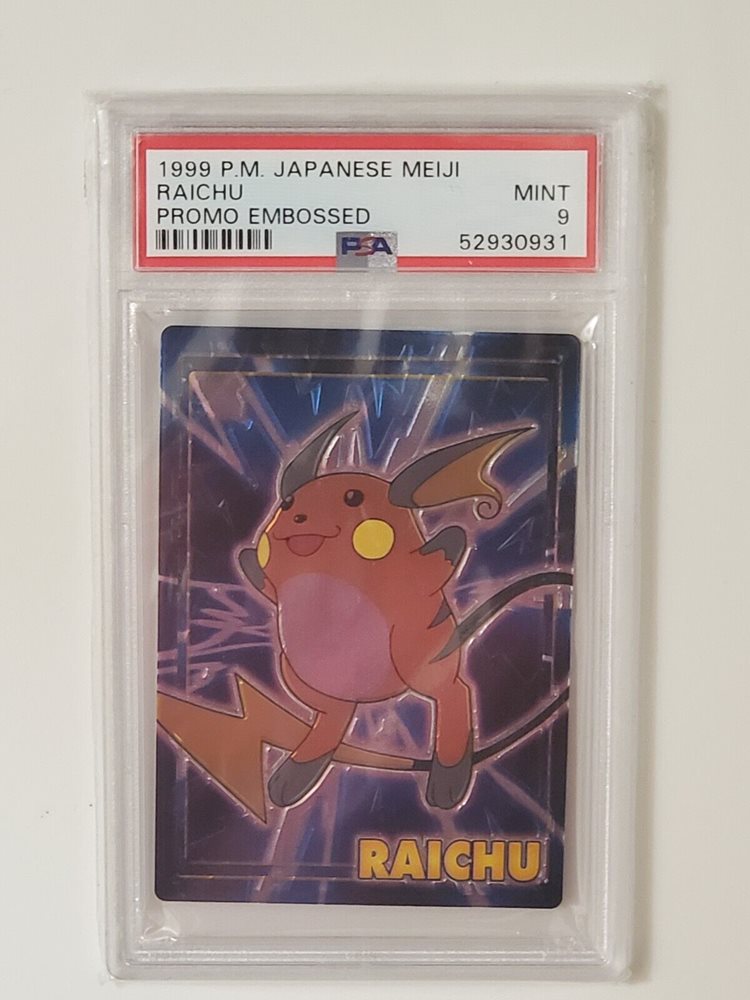 1999 P.M. JAPANESE MEIJI
RAICHU MINT
PROMO EMBOSSED 9
PSA 52930931
RAICHU